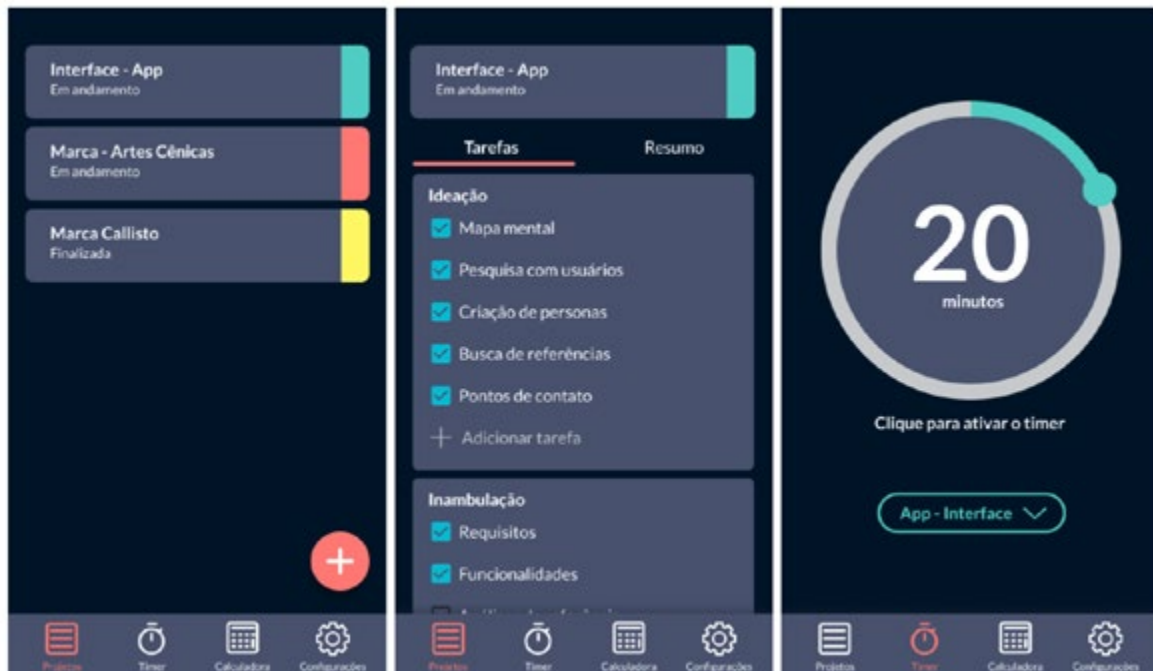 Interface - App
Em andamento
Marca - Artes Cênicas
Em andamento
Marca Callisto
Finalizada
Projetos
Timer
Calculadora
Configurações
Interface - App
Em andamento
Tarefas
Resumo
Ideação
Mapa mental
Pesquisa com usuários
Criação de personas
Busca de referências
Pontos de contato
Adicionar tarefa
Inambulação
Requisitos
Funcionalidades
Projetos
Timer
Calculadora
Configurações
20
minutos
Clique para ativar o timer
App - Interface
Projetos
Timer
Calculadora
Configurações